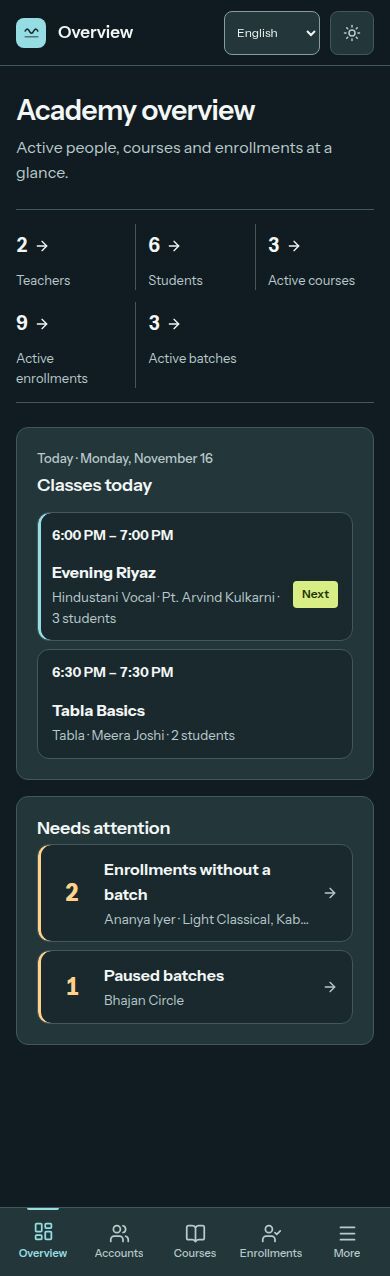 Overview
English
Academy overview
Active people, courses and enrollments at a
glance.
2 →
Teachers
6 →
Students
3 →
Active courses
9 →
Active
enrollments
3 →
Active batches
Today · Monday, November 16
Classes today
6:00 PM – 7:00 PM
Evening Riyaz
Hindustani Vocal · Pt. Arvind Kulkarni ·
3 students
Next
6:30 PM – 7:30 PM
Tabla Basics
Tabla · Meera Joshi · 2 students
Needs attention
2
Enrollments without a
batch
Ananya Iyer · Light Classical, Kab…
→
1
Paused batches
Bhajan Circle
→
Overview
Accounts
Courses
Enrollments
More